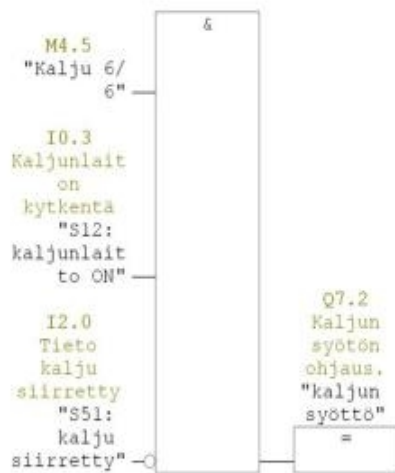 &
M4.5
"Kalju 6/
6"
I0.3
Kaljunlait
on
kytkentä
"S12:
kaljunlait
to ON"
I2.0
Tieto
kalju
siirretty
"S51:
kalju
siirretty"
Q7.2
Kaljun
syötön
ohjaus.
"kaljun
syöttö"
=